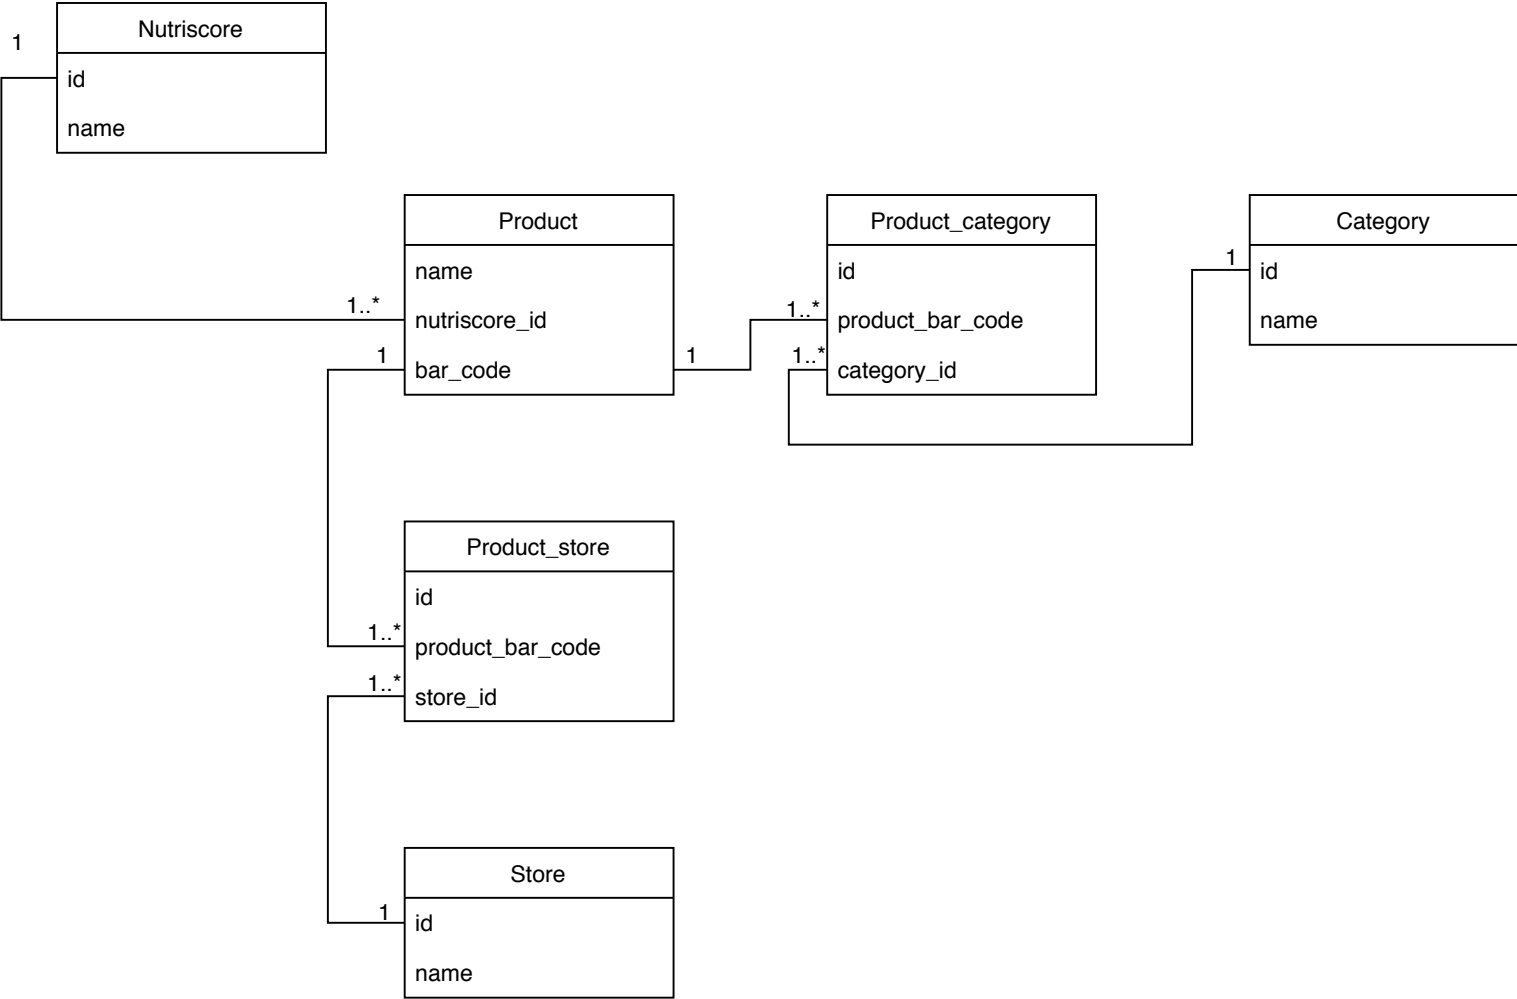 Nutriscore
1
id
name
Product
Product_category
Category
name
id
1
id
1..*
nutriscore_id
1..*
product_bar_code
name
1
bar_code
1
1..*
category_id
Product_store
id
1..*
product_bar_code
1..*
store_id
Store
1
id
name